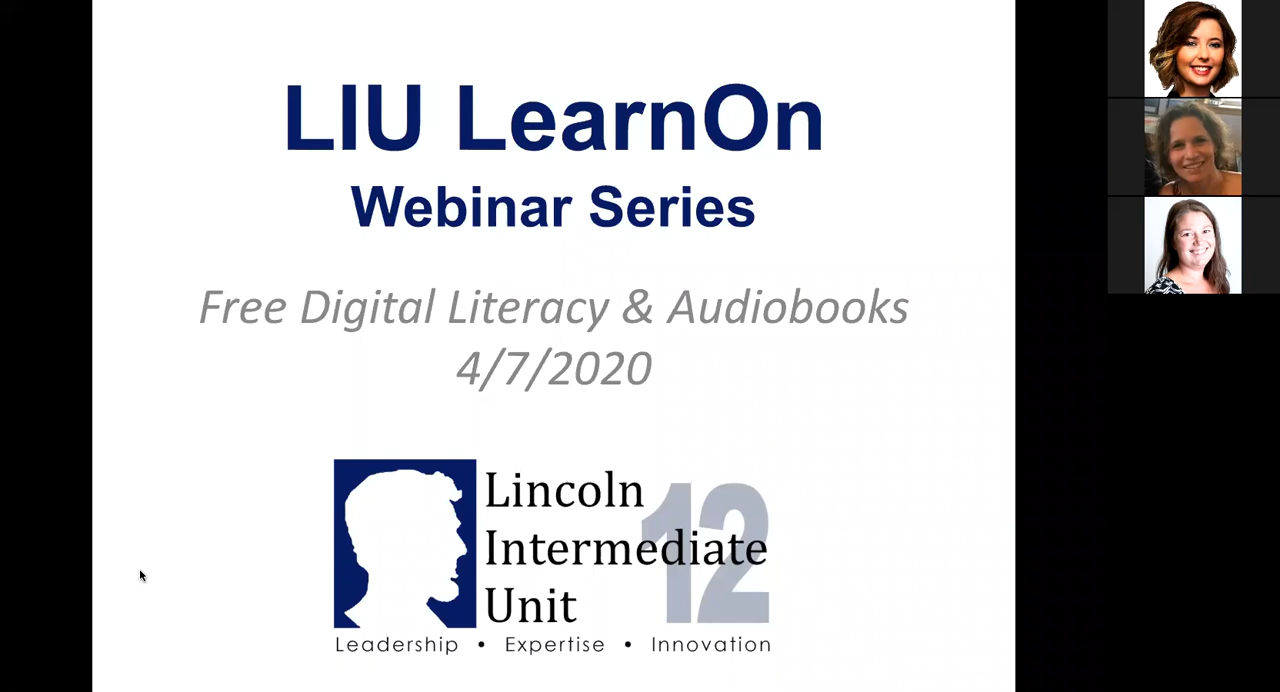 LIU LearnOn
Webinar Series
Free Digital Literacy & Audiobooks
4/7/2020
Lincoln
Intermediate
Unit
12
Leadership • Expertise • Innovation